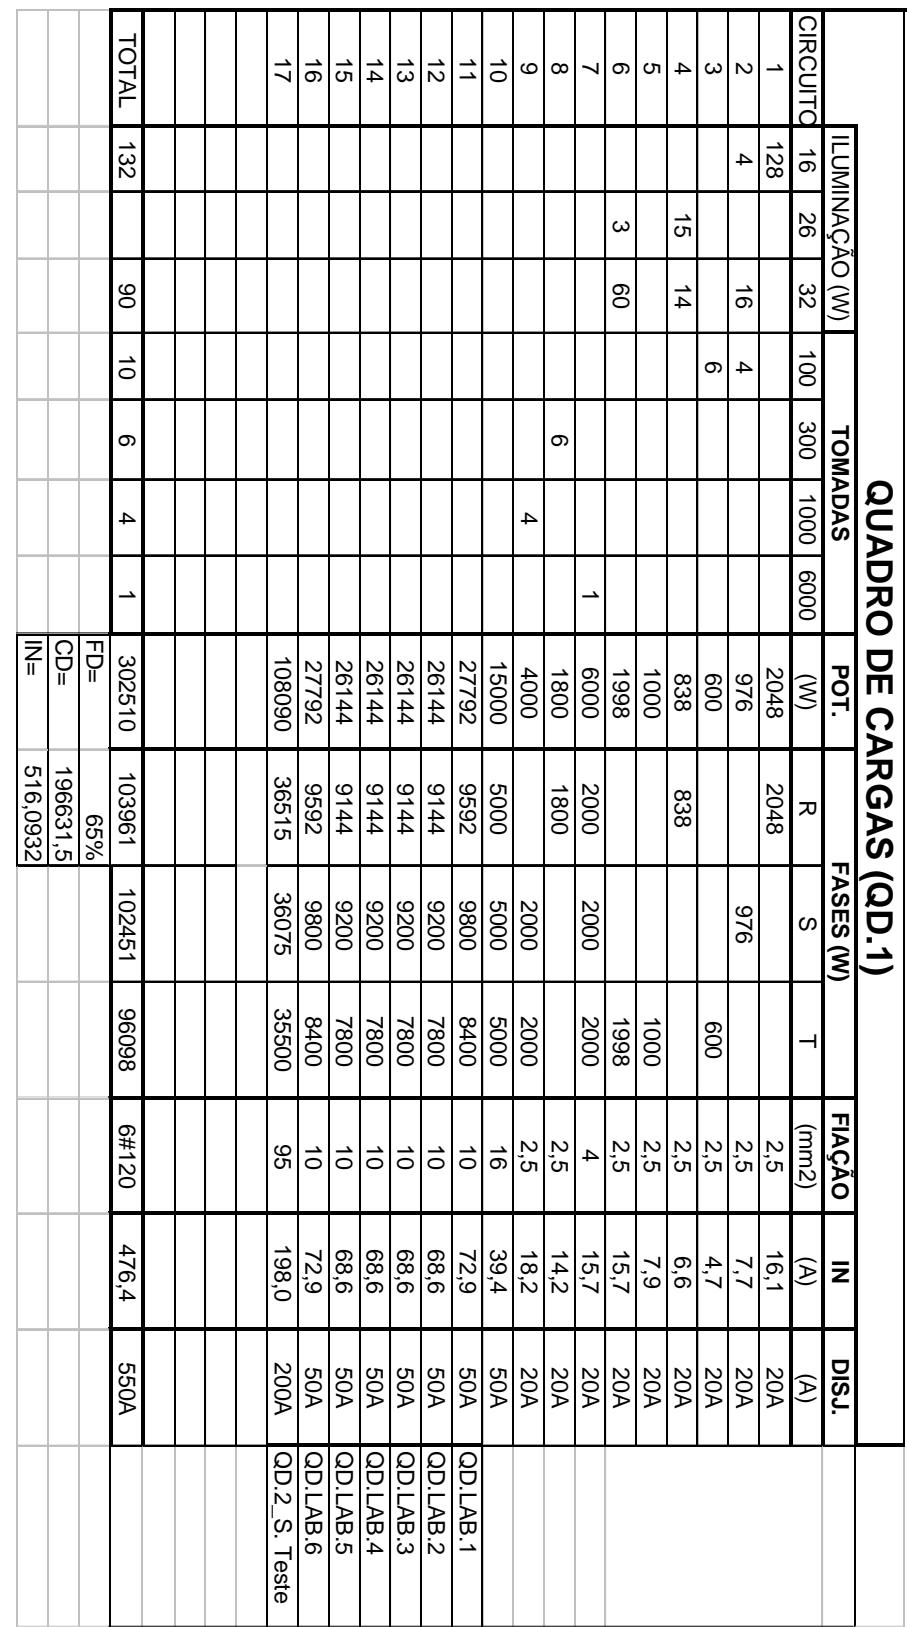 QUADRO DE CARGAS (QD.1)
ILUMINAÇÃO (W) TOMADAS POT. FASES (W) FIAÇÃO IN DISJ.
CIRCUITO 16 26 32 100 300 1000 6000 (W) R S T (mm2) (A) (A)
1 128 2048 2048 2,5 16,1 20A
2 4 16 4 976 976 2,5 7,7 20A
3 6 600 600 2,5 4,7 20A
4 15 14 838 838 2,5 6,6 20A
5 1000 1000 2,5 7,9 20A
6 3 60 1998 1998 2,5 15,7 20A
7 1 6000 2000 2000 2000 4 15,7 20A
8 6 1800 1800 2,5 14,2 20A
9 4 4000 2000 2000 2,5 18,2 20A
10 15000 5000 5000 5000 16 39,4 50A
11 27792 9592 9800 8400 10 72,9 50A QD.LAB.1
12 26144 9144 9200 7800 10 68,6 50A QD.LAB.2
13 26144 9144 9200 7800 10 68,6 50A QD.LAB.3
14 26144 9144 9200 7800 10 68,6 50A QD.LAB.4
15 26144 9144 9200 7800 10 68,6 50A QD.LAB.5
16 27792 9592 9800 8400 10 72,9 50A QD.LAB.6
17 108090 36515 36075 35500 95 198,0 200A QD.2_S. Teste
TOTAL 132 90 10 6 4 1 302510 103961 102451 96098 6#120 476,4 550A
FD= 65%
CD= 196631,5
IN= 516,0932